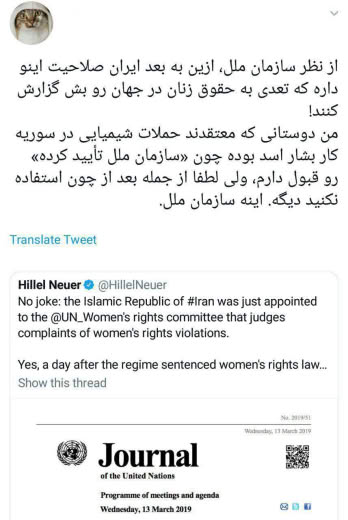 از نظر سازمان ملل، ازین به بعد ایران صلاحیت اینو
داره که تعدی به حقوق زنان در جهان رو بش گزارش
کنند!
من دوستانی که معتقدند حملات شیمیایی در سوریه
کار بشار اسد بوده چون «سازمان ملل تأیید کرده»
رو قبول دارم، ولی لطفا از جمله بعد از چون استفاده
نکنید دیگه. اینه سازمان ملل.
Translate Tweet
Hillel Neuer @HillelNeuer
No joke: the Islamic Republic of #Iran was just appointed
to the @UN_Women's rights committee that judges
complaints of women's rights violations.
Yes, a day after the regime sentenced women's rights law...
Show this thread
No. 2019/51
Wednesday, 13 March 2019
Journal
of the United Nations
Programme of meetings and agenda
Wednesday, 13 March 2019